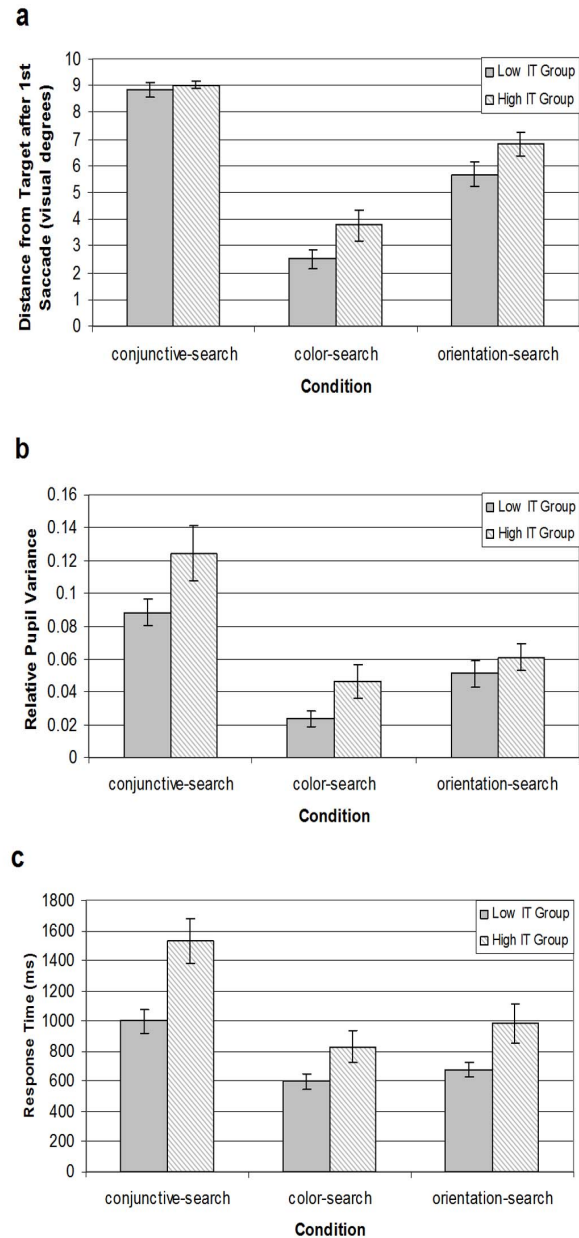 a
Distance from Target after 1st
Saccade (visual degrees)
10
9
8
7
6
5
4
3
2
1
0
Low IT Group
High IT Group
conjunctive-search color-search orientation-search
Condition
b
Relative Pupil Variance
0.16
0.14
0.12
0.1
0.08
0.06
0.04
0.02
0
Low IT Group
High IT Group
conjunctive-search color-search orientation-search
Condition
c
Response Time (ms)
1800
1600
1400
1200
1000
800
600
400
200
0
Low IT Group
High IT Group
conjunctive-search color-search orientation-search
Condition